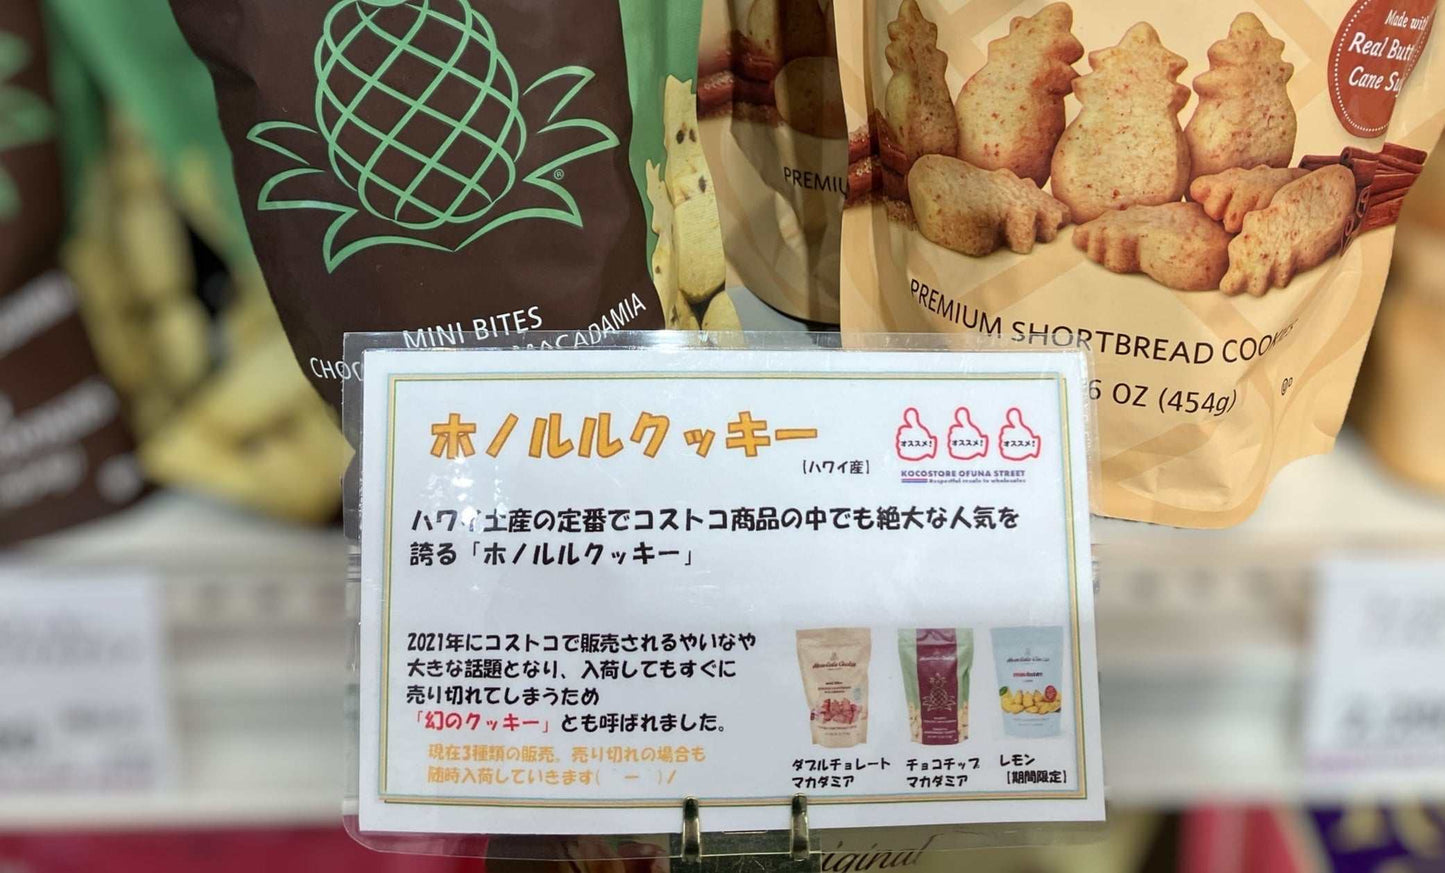 Made with
Real Butt
Cane Su
PREMIU
PREMIUM SHORTBREAD COOKIE
6 OZ (454g)
®
MINI BITES
CHOC MACADAMIA
ホノルルクッキー
【ハワイ産】
オススメ! オススメ! オススメ!
KOCOSTORE OFUNA STREET
Respectful resale to wholesales
ハワイ土産の定番でコストコ商品の中でも絶大な人気を
誇る「ホノルルクッキー」
2021年にコストコで販売されるやいなや
大きな話題となり、入荷してもすぐに
売り切れてしまうため
「幻のクッキー」とも呼ばれました。
現在3種類の販売。売り切れの場合も
随時入荷していきます(　ー　)/
ダブルチョレート
マカダミア
チョコチップ
マカダミア
レモン
【期間限定】
iginal